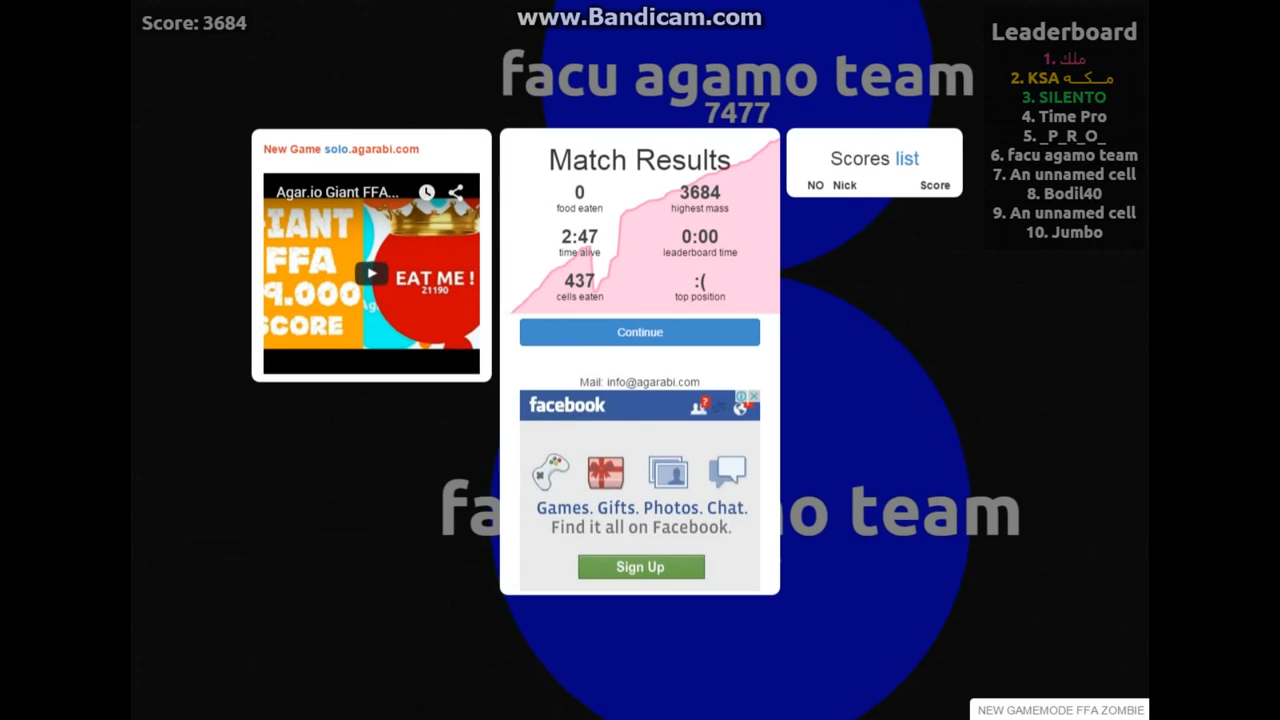 www.Bandicam.com
Score: 3684
facu agamo team
7477
Leaderboard
1. ملك
2. KSA مــكــه
3. SILENTO
4. Time Pro
5. _P_R_O_
6. facu agamo team
7. An unnamed cell
8. Bodil40
9. An unnamed cell
10. Jumbo
New Game solo.agarabi.com
Agar.io Giant FFA...
GIANT
FFA
9.000
SCORE
EAT ME !
21190
Match Results
0
food eaten
3684
highest mass
2:47
time alive
0:00
leaderboard time
437
cells eaten
:(
top position
Continue
Mail: info@agarabi.com
facebook
Games. Gifts. Photos. Chat.
Find it all on Facebook.
Sign Up
Scores list
NO Nick Score
fa
o team
NEW GAMEMODE FFA ZOMBIE